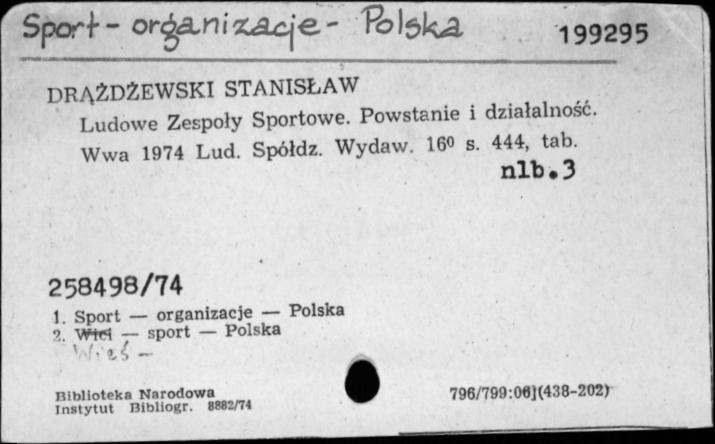 Sport - organizacje - Polska 199295
DRĄŻDŻEWSKI STANISŁAW
Ludowe Zespoły Sportowe. Powstanie i działalność.
Wwa 1974 Lud. Spółdz. Wydaw. 16⁰ s. 444, tab.
nlb.3
258498/74
1. Sport — organizacje — Polska
2. Wici — sport — Polska
Wieś -
Biblioteka Narodowa
Instytut Bibliogr. 8882/74
796/799:06](438-202)